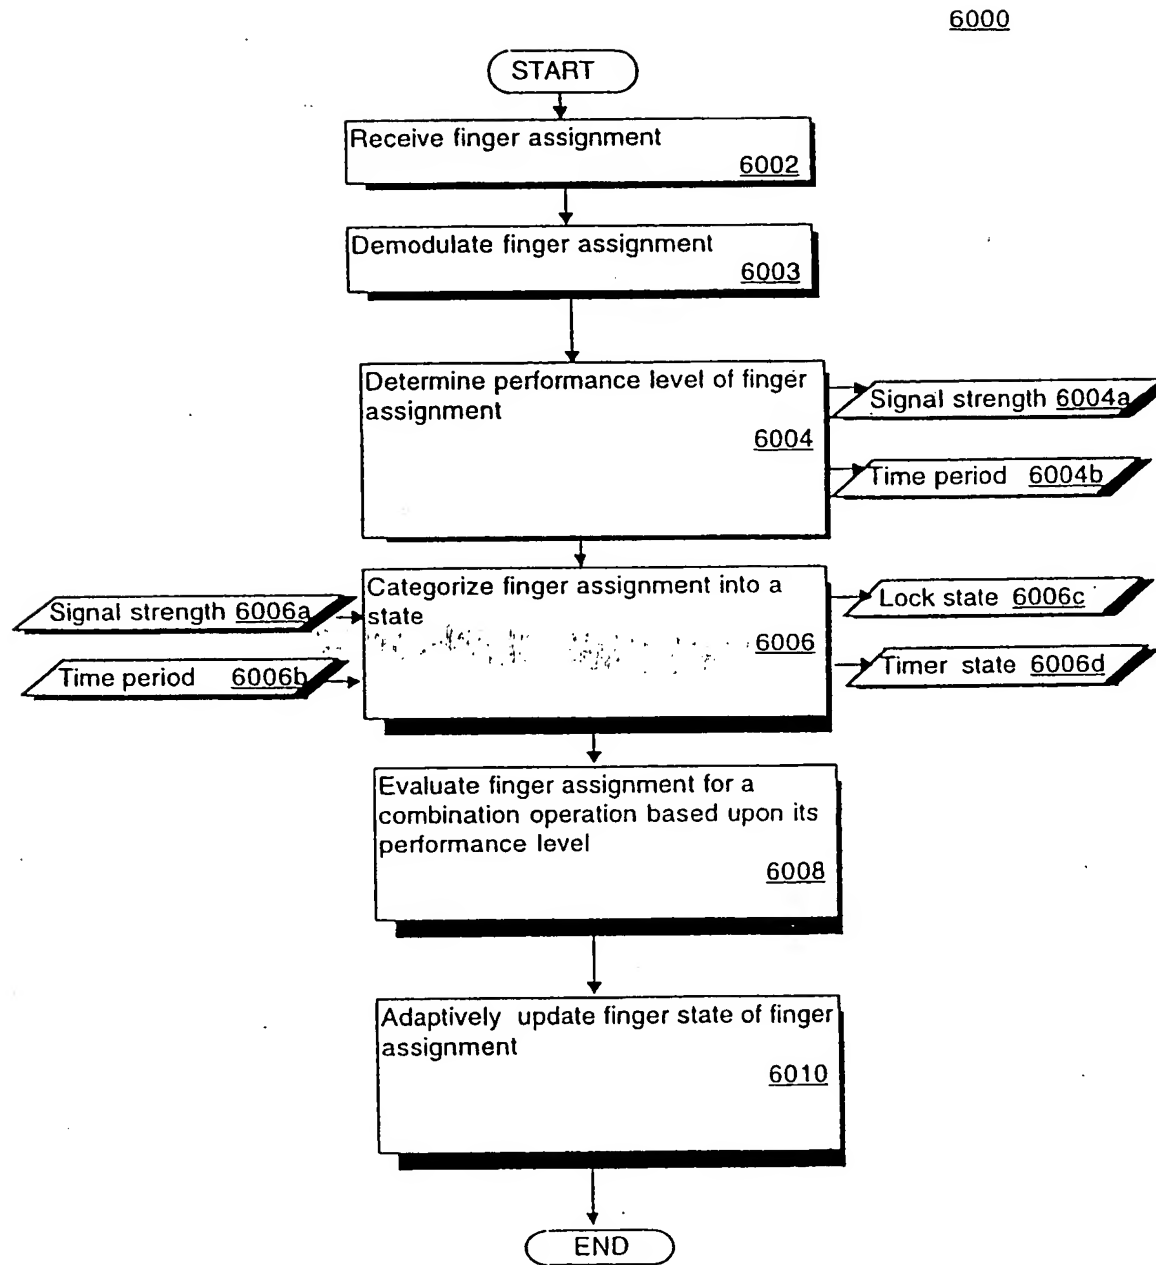 6000
START
Receive finger assignment
6002
Demodulate finger assignment
6003
Determine performance level of finger
assignment
6004
Signal strength 6004a
Time period 6004b
Categorize finger assignment into a
state
6006
Signal strength 6006a
Time period 6006b
Lock state 6006c
Timer state 6006d
Evaluate finger assignment for a
combination operation based upon its
performance level
6008
Adaptively update finger state of finger
assignment
6010
END